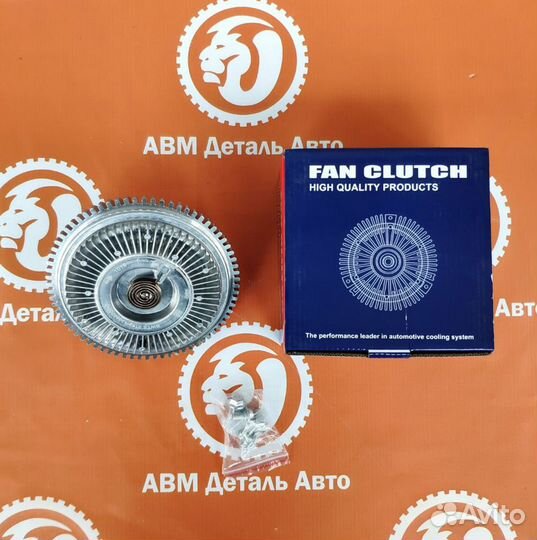 АВМ Деталь Авто
FAN CLUTCH
HIGH QUALITY PRODUCTS
The performance leader in automotive cooling system
АВМ Деталь Авто
АВМ Деталь Авто
Avito